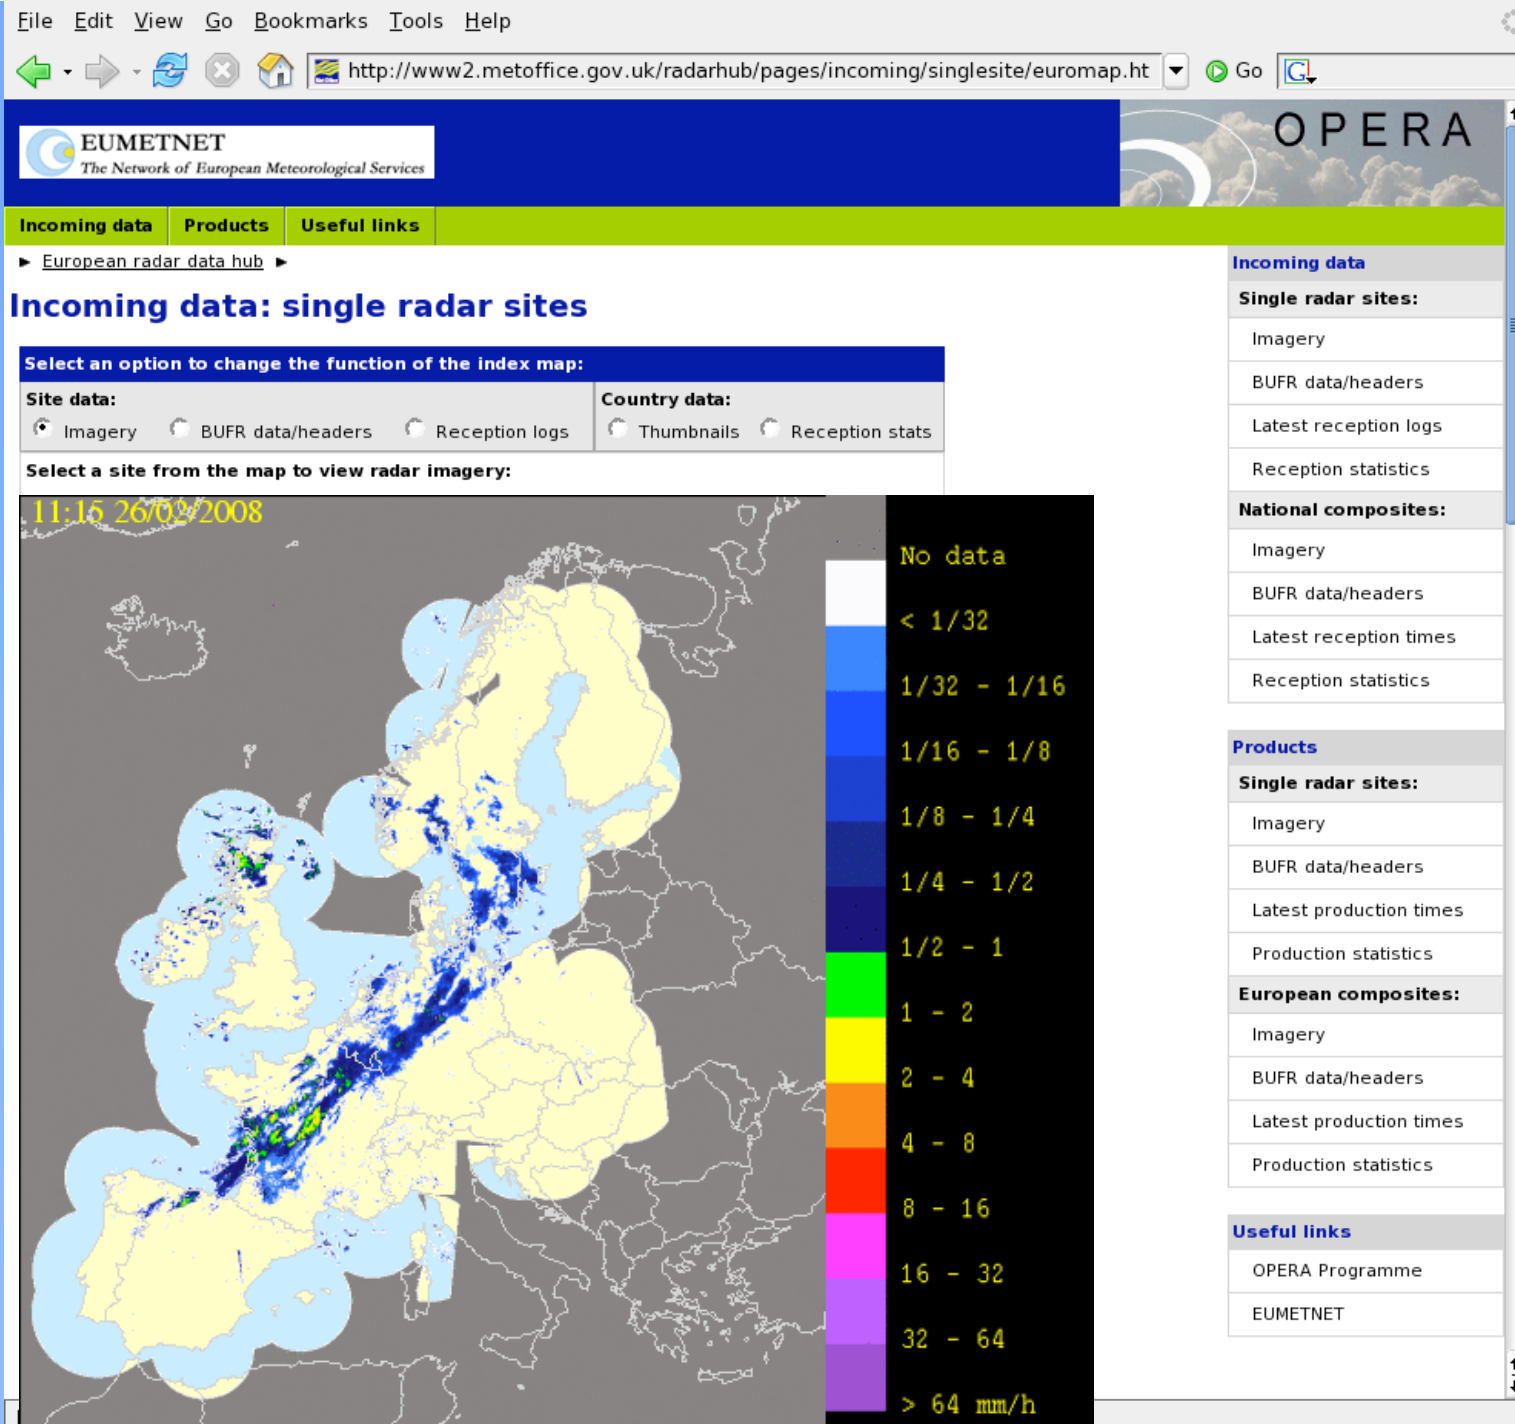 File Edit View Go Bookmarks Tools Help
http://www2.metoffice.gov.uk/radarhub/pages/incoming/singlesite/euromap.ht Go G
EUMETNET
The Network of European Meteorological Services
OPERA
Incoming data Products Useful links
European radar data hub
Incoming data: single radar sites
Select an option to change the function of the index map:
Site data: Country data:
Imagery BUFR data/headers Reception logs Thumbnails Reception stats
Select a site from the map to view radar imagery:
11:15 26/02/2008
No data
< 1/32
1/32 - 1/16
1/16 - 1/8
1/8 - 1/4
1/4 - 1/2
1/2 - 1
1 - 2
2 - 4
4 - 8
8 - 16
16 - 32
32 - 64
> 64 mm/h
Incoming data
Single radar sites:
Imagery
BUFR data/headers
Latest reception logs
Reception statistics
National composites:
Imagery
BUFR data/headers
Latest reception times
Reception statistics
Products
Single radar sites:
Imagery
BUFR data/headers
Latest production times
Production statistics
European composites:
Imagery
BUFR data/headers
Latest production times
Production statistics
Useful links
OPERA Programme
EUMETNET